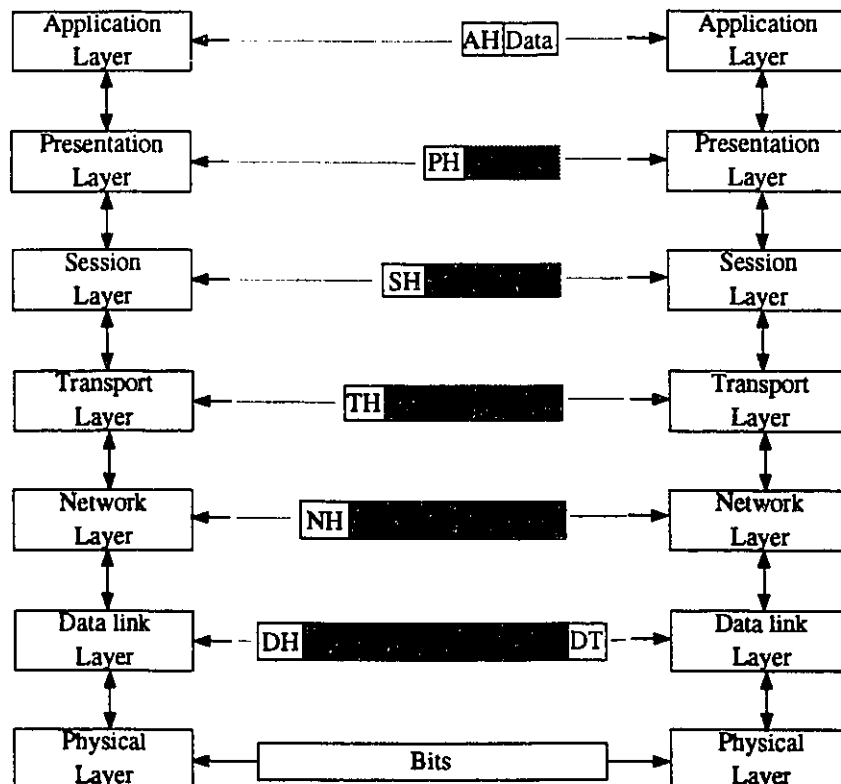 Application
Layer
AH Data
Application
Layer
Presentation
Layer
PH
Presentation
Layer
Session
Layer
SH
Session
Layer
Transport
Layer
TH
Transport
Layer
Network
Layer
NH
Network
Layer
Data link
Layer
DH
DT
Data link
Layer
Physical
Layer
Bits
Physical
Layer